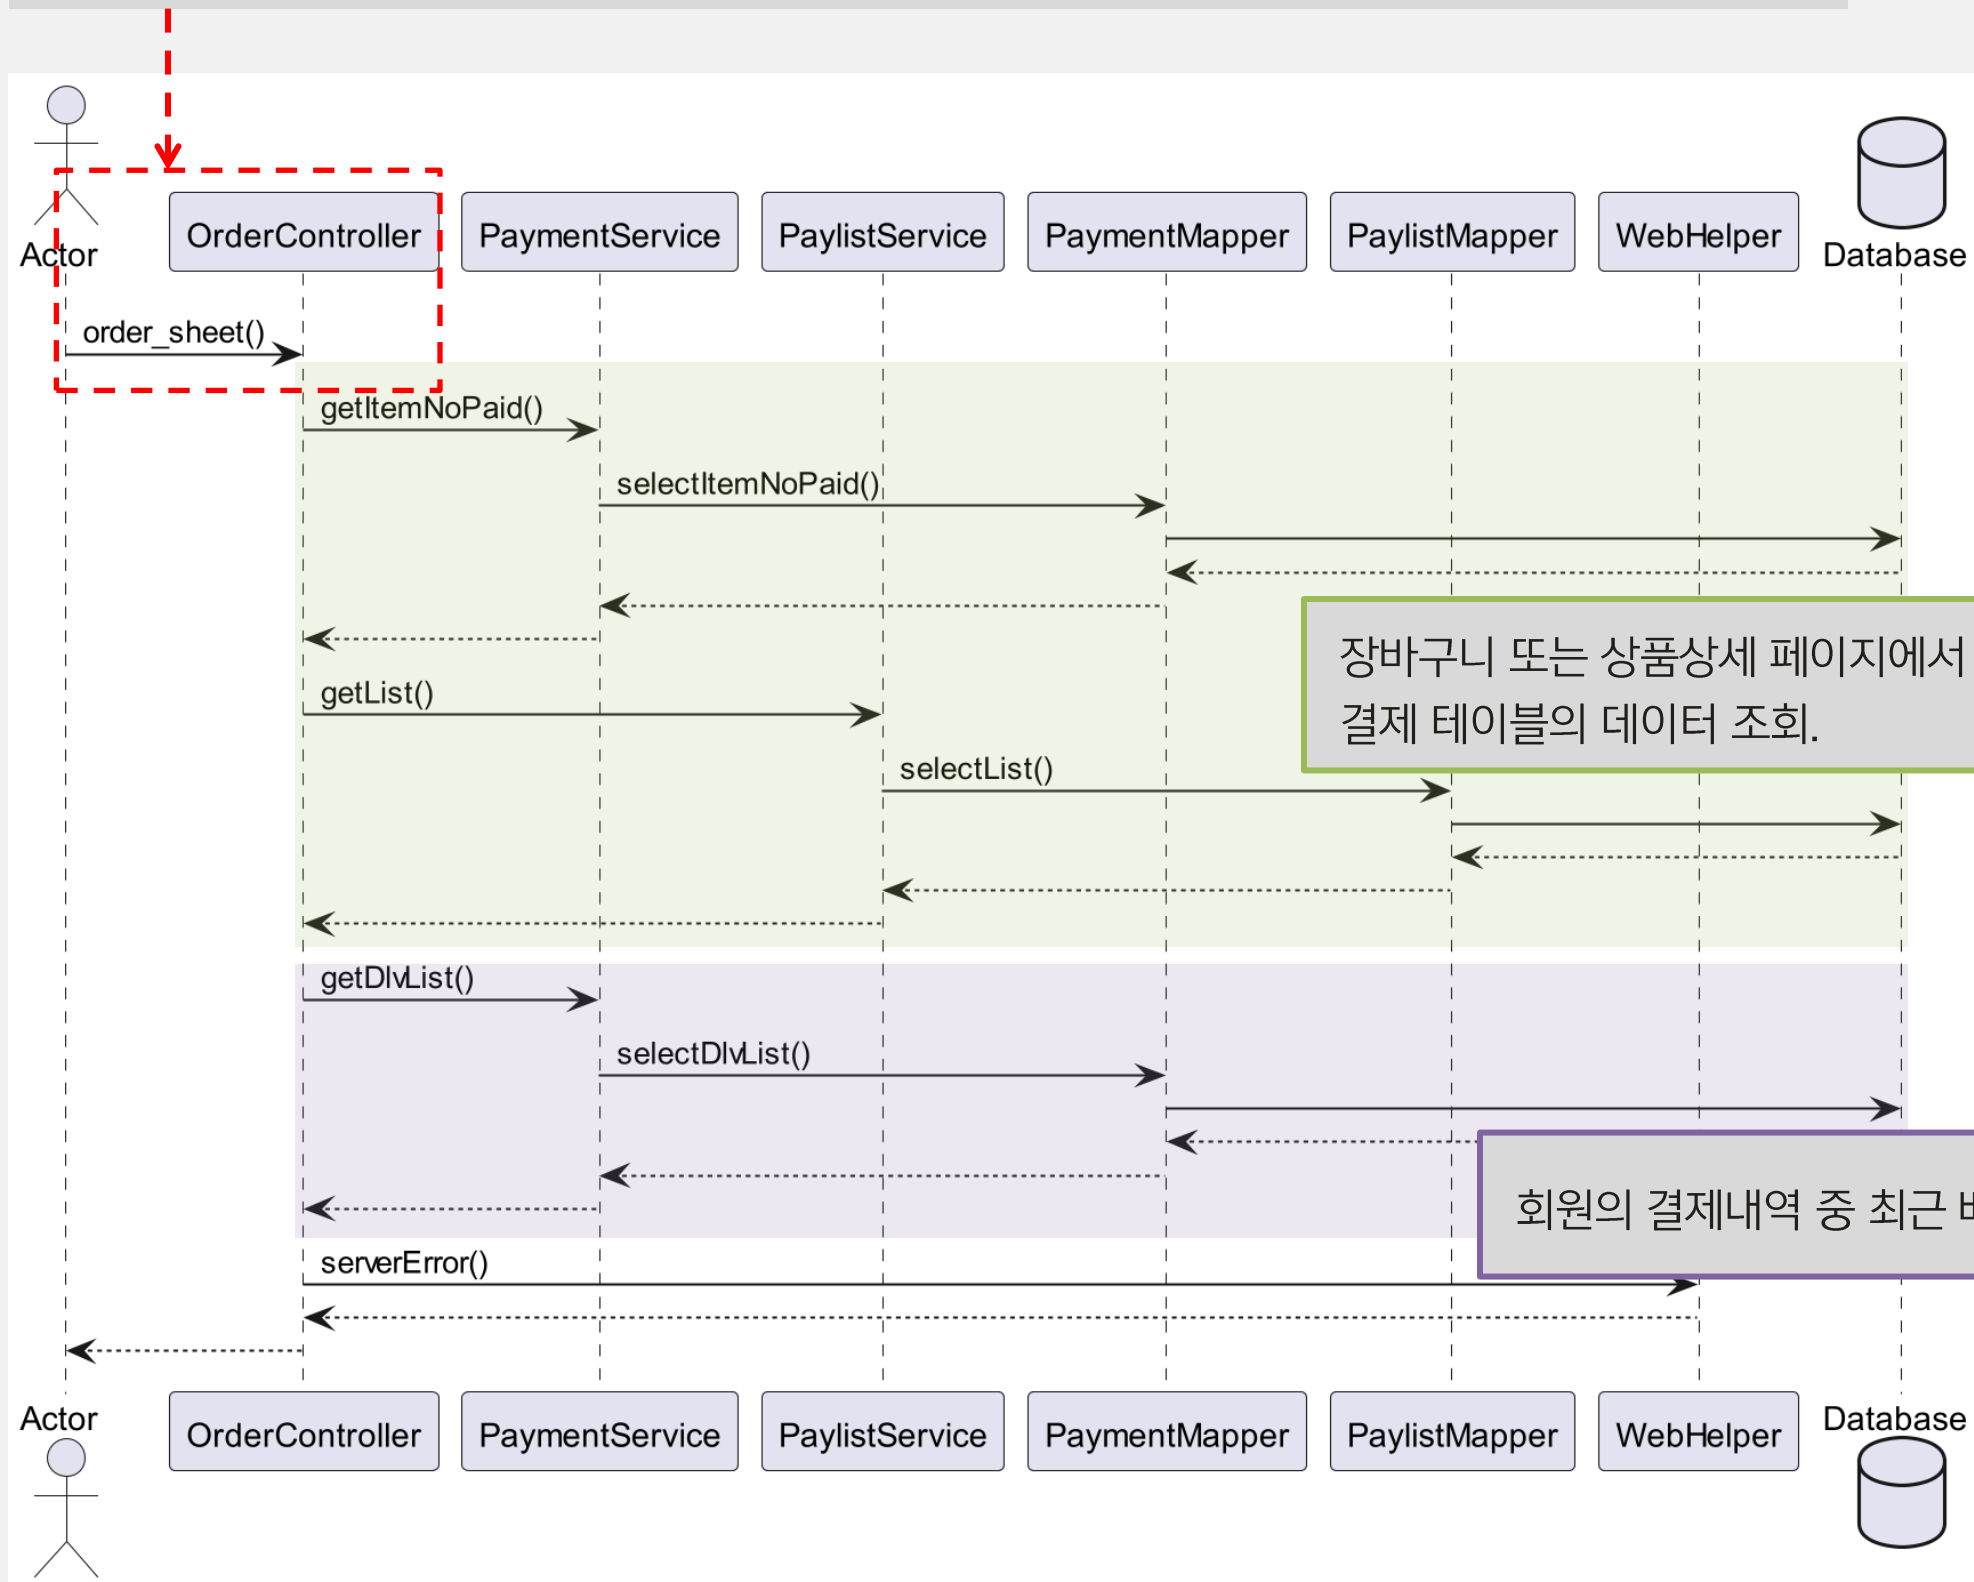 Actor
OrderController
PaymentService
PaylistService
PaymentMapper
PaylistMapper
WebHelper
Database
order_sheet()
getItemNoPaid()
selectItemNoPaid()
장바구니 또는 상품상세 페이지에서
결제 테이블의 데이터 조회.
getList()
selectList()
getDlvList()
selectDlvList()
회원의 결제내역 중 최근
serverError()
Actor
OrderController
PaymentService
PaylistService
PaymentMapper
PaylistMapper
WebHelper
Database